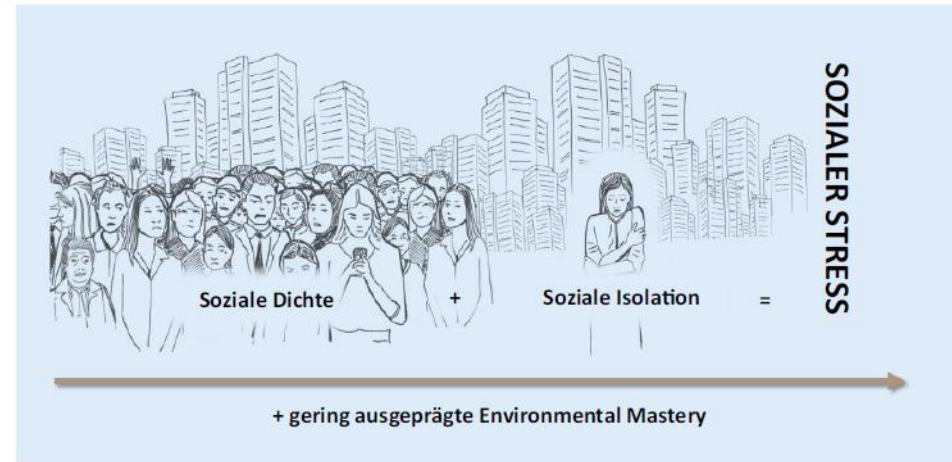 Soziale Dichte
+
Soziale Isolation
=
SOZIALER STRESS
+ gering ausgeprägte Environmental Mastery